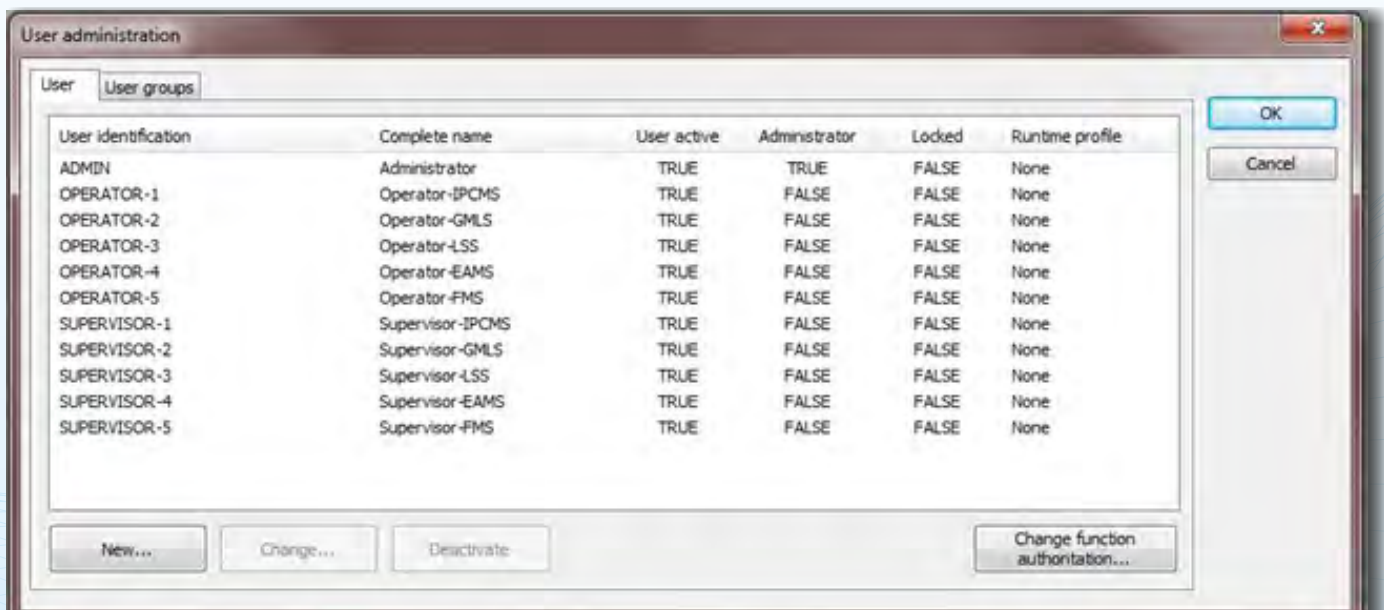 User administration
User User groups
OK
Cancel
User identification Complete name User active Administrator Locked Runtime profile
ADMIN Administrator TRUE TRUE FALSE None
OPERATOR-1 Operator-IPCMS TRUE FALSE FALSE None
OPERATOR-2 Operator-GMLS TRUE FALSE FALSE None
OPERATOR-3 Operator-LSS TRUE FALSE FALSE None
OPERATOR-4 Operator-EAMS TRUE FALSE FALSE None
OPERATOR-5 Operator-FMS TRUE FALSE FALSE None
SUPERVISOR-1 Supervisor-IPCMS TRUE FALSE FALSE None
SUPERVISOR-2 Supervisor-GMLS TRUE FALSE FALSE None
SUPERVISOR-3 Supervisor-LSS TRUE FALSE FALSE None
SUPERVISOR-4 Supervisor-EAMS TRUE FALSE FALSE None
SUPERVISOR-5 Supervisor-FMS TRUE FALSE FALSE None
New... Change... Deactivate
Change function
authoritation...